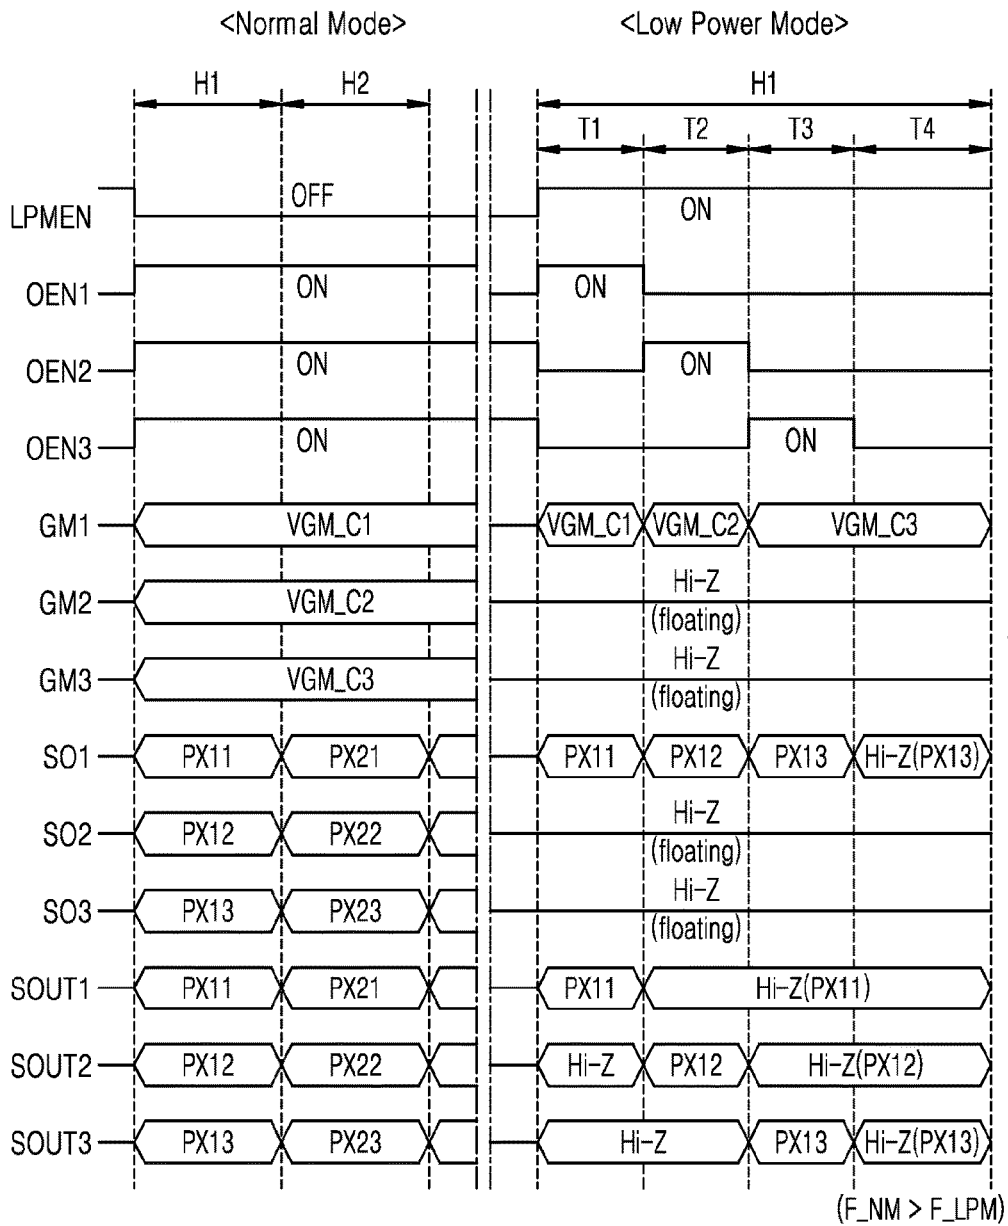 <Normal Mode> <Low Power Mode>
H1 H2 H1
T1 T2 T3 T4
LPMEN OFF ON
OEN1 ON ON
OEN2 ON ON
OEN3 ON ON
GM1 VGM_C1 VGM_C1 VGM_C2 VGM_C3
GM2 VGM_C2 Hi-Z (floating)
GM3 VGM_C3 Hi-Z (floating)
SO1 PX11 PX21 PX11 PX12 PX13 Hi-Z(PX13)
SO2 PX12 PX22 Hi-Z (floating)
SO3 PX13 PX23 Hi-Z (floating)
SOUT1 PX11 PX21 PX11 Hi-Z(PX11)
SOUT2 PX12 PX22 Hi-Z PX12 Hi-Z(PX12)
SOUT3 PX13 PX23 Hi-Z PX13 Hi-Z(PX13)
(F_NM > F_LPM)